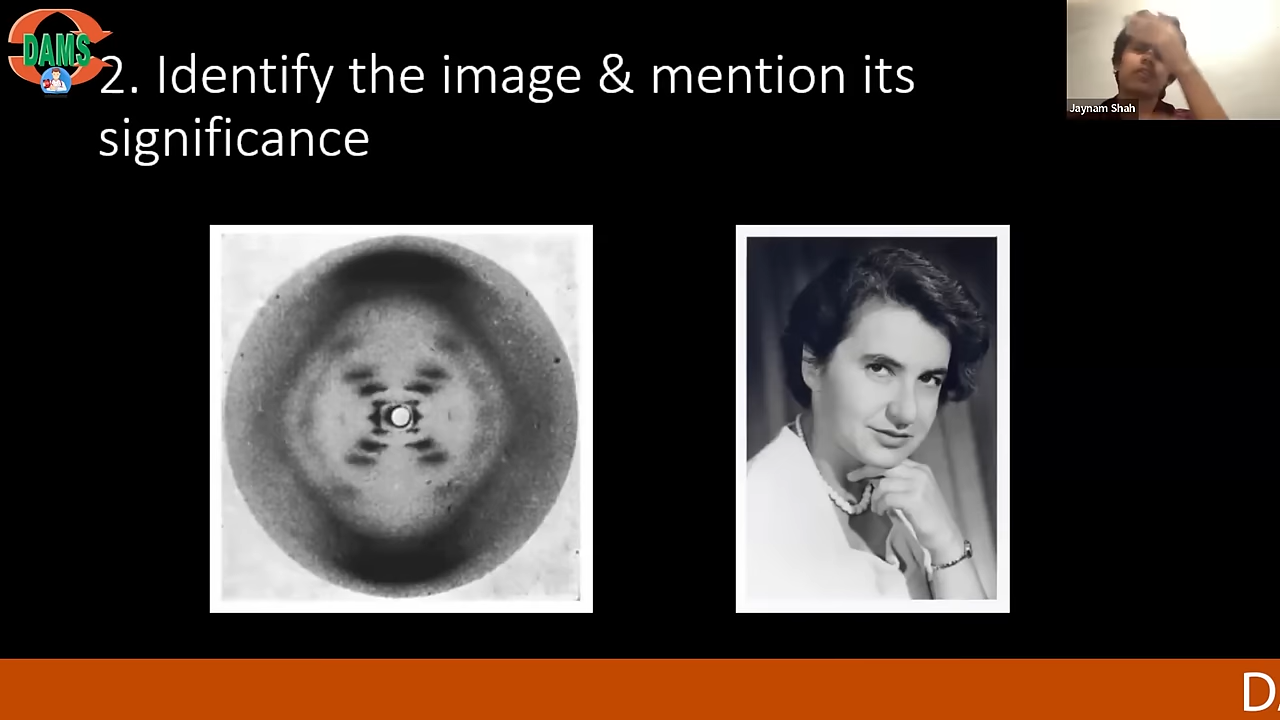 DAMS
2. Identify the image & mention its
significance
Jaynam Shah